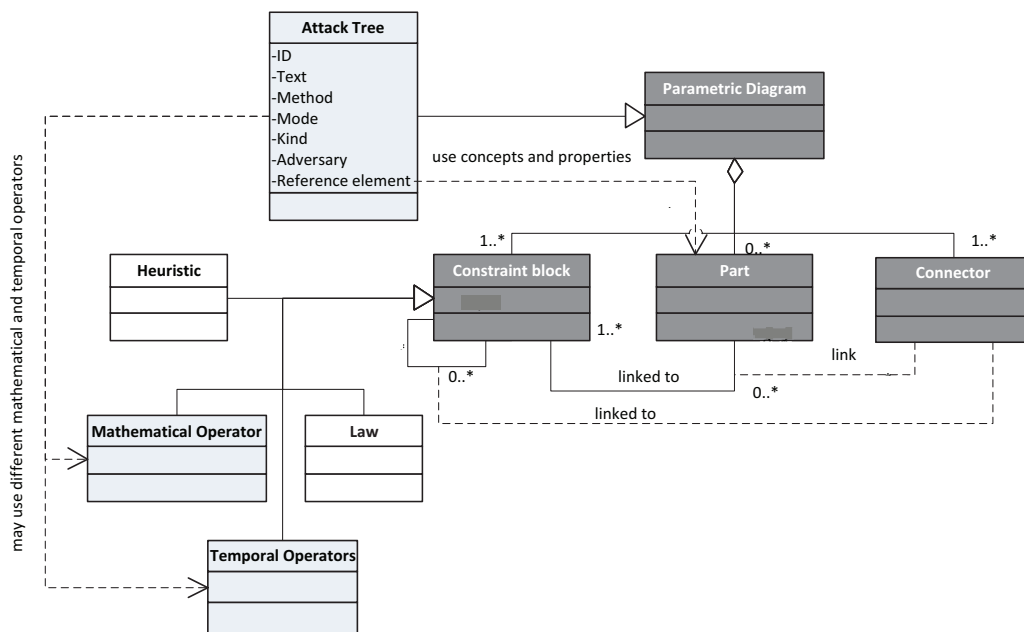 Attack Tree
-ID
-Text
-Method
-Mode
-Kind
-Adversary
-Reference element
Parametric Diagram
use concepts and properties
may use different mathematical and temporal operators
1..*
0..*
1..*
Heuristic
Constraint block
Part
Connector
1..*
link
0..*
linked to
0..*
linked to
Mathematical Operator
Law
Temporal Operators